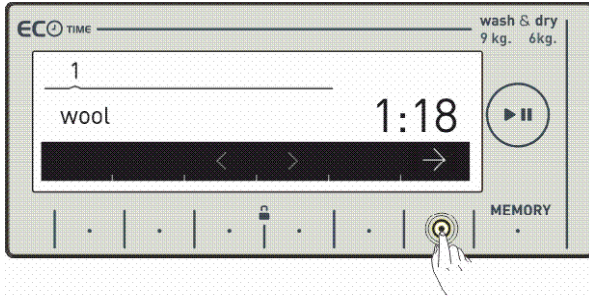 ECO TIME
wash & dry
9 kg. 6kg.
1
wool
1:18
MEMORY